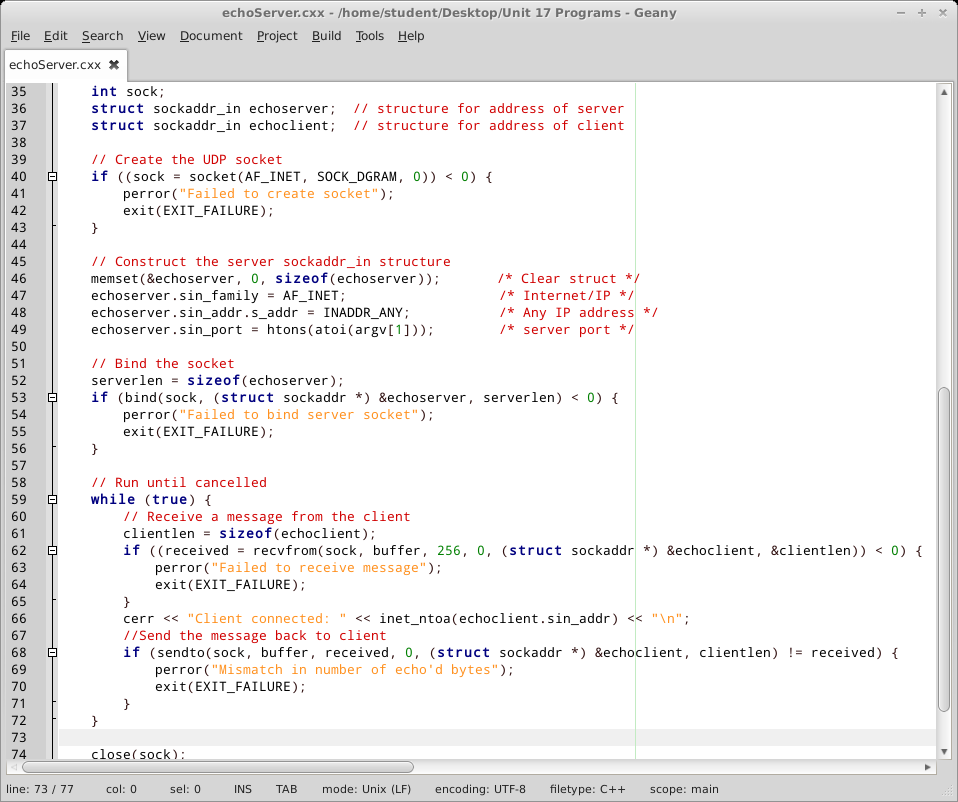 echoServer.cxx - /home/student/Desktop/Unit 17 Programs - Geany
File Edit Search View Document Project Build Tools Help
echoServer.cxx
35     int sock;
36     struct sockaddr_in echoserver;  // structure for address of server
37     struct sockaddr_in echoclient;  // structure for address of client
38
39     // Create the UDP socket
40     if ((sock = socket(AF_INET, SOCK_DGRAM, 0)) < 0) {
41         perror("Failed to create socket");
42         exit(EXIT_FAILURE);
43     }
44
45     // Construct the server sockaddr_in structure
46     memset(&echoserver, 0, sizeof(echoserver));       /* Clear struct */
47     echoserver.sin_family = AF_INET;                   /* Internet/IP */
48     echoserver.sin_addr.s_addr = INADDR_ANY;           /* Any IP address */
49     echoserver.sin_port = htons(atoi(argv[1]));        /* server port */
50
51     // Bind the socket
52     serverlen = sizeof(echoserver);
53     if (bind(sock, (struct sockaddr *) &echoserver, serverlen) < 0) {
54         perror("Failed to bind server socket");
55         exit(EXIT_FAILURE);
56     }
57
58     // Run until cancelled
59     while (true) {
60         // Receive a message from the client
61         clientlen = sizeof(echoclient);
62         if ((received = recvfrom(sock, buffer, 256, 0, (struct sockaddr *) &echoclient, &clientlen)) < 0) {
63             perror("Failed to receive message");
64             exit(EXIT_FAILURE);
65         }
66         cerr << "Client connected: " << inet_ntoa(echoclient.sin_addr) << "\n";
67         //Send the message back to client
68         if (sendto(sock, buffer, received, 0, (struct sockaddr *) &echoclient, clientlen) != received) {
69             perror("Mismatch in number of echo'd bytes");
70             exit(EXIT_FAILURE);
71         }
72     }
73
74     close(sock);
line: 73 / 77 col: 0 sel: 0 INS TAB mode: Unix (LF) encoding: UTF-8 filetype: C++ scope: main